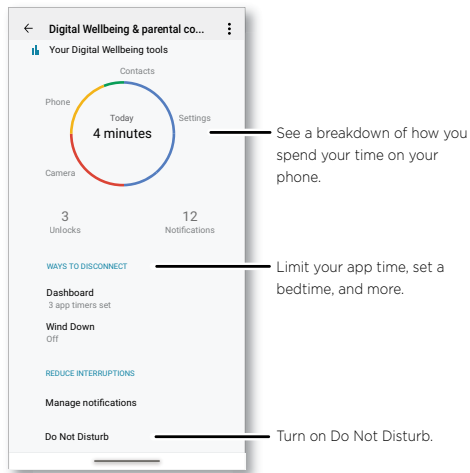 Digital Wellbeing & parental co...
Your Digital Wellbeing tools
Contacts
Phone
Settings
Today
4 minutes
Camera
3
Unlocks
12
Notifications
WAYS TO DISCONNECT
Dashboard
3 app timers set
Wind Down
Off
REDUCE INTERRUPTIONS
Manage notifications
Do Not Disturb
See a breakdown of how you
spend your time on your
phone.
Limit your app time, set a
bedtime, and more.
Turn on Do Not Disturb.